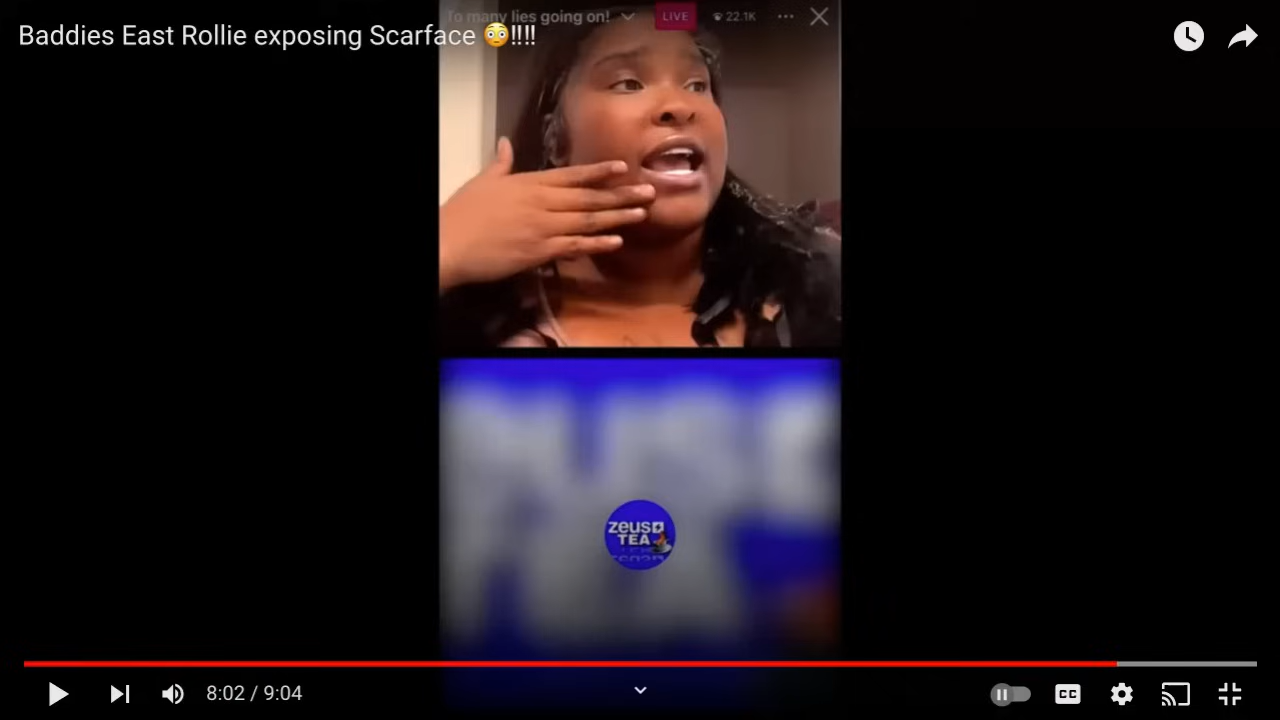 To many lies going on!
LIVE
22.1K
Baddies East Rollie exposing Scarface 😳!!!!
ZEUS
TEA
8:02 / 9:04
CC